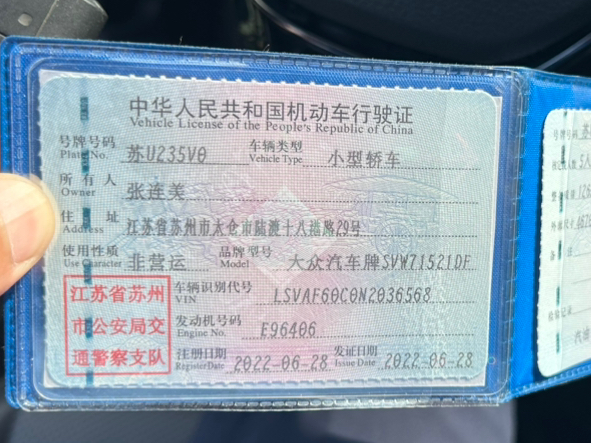 中华人民共和国机动车行驶证
Vehicle License of the People's Republic of China
号牌号码 苏U235V0 车辆类型 小型轿车
Plate No. Vehicle Type
所有人 张连美
Owner
住址 江苏省苏州市太仓市陆渡十八港路29号
Address
使用性质 非营运 品牌型号 大众汽车牌SVW71521DF
Use Character Model
江苏省苏州
市公安局交
通警察支队
车辆识别代号 LSVAF60C0N2036568
VIN
发动机号码 E96406
Engine No.
注册日期 2022-06-28 发证日期 2022-06-28
Register Date Issue Date
号牌号码
5人